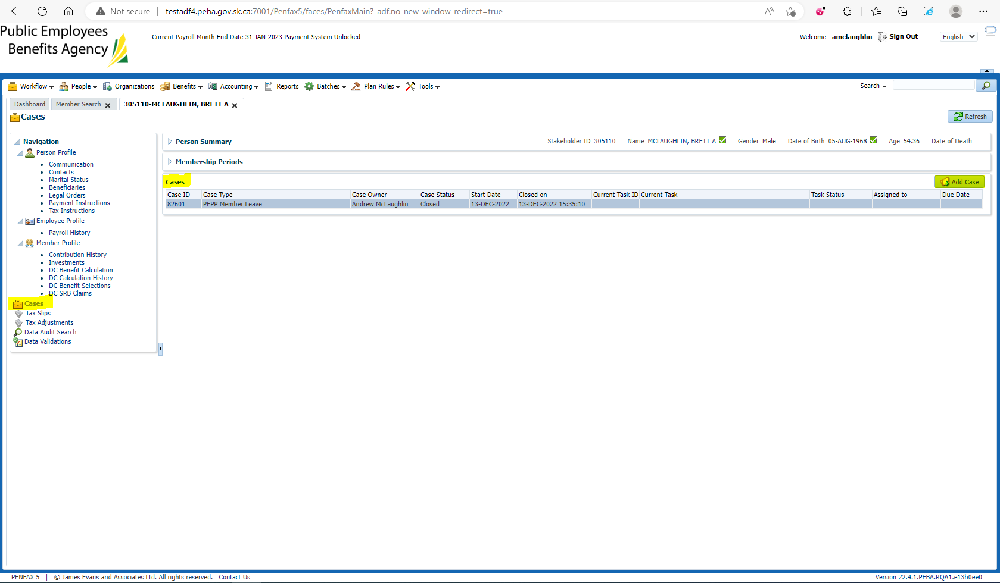 Not secure | testadf4.peba.gov.sk.ca:7001/Penfax5/faces/PenfaxMain?_adf.no-new-window-redirect=true
Public Employees
Benefits Agency
Current Payroll Month End Date 31-JAN-2023 Payment System Unlocked
Welcome amclaughlin Sign Out English
Workflow People Organizations Benefits Accounting Reports Batches Plan Rules Tools Search
Dashboard Member Search 305110-MCLAUGHLIN, BRETT A
Cases
Refresh
Navigation
Person Profile
Communication
Contacts
Marital Status
Beneficiaries
Legal Orders
Payment Instructions
Tax Instructions
Employee Profile
Payroll History
Member Profile
Contribution History
Investments
DC Benefit Calculation
DC Calculation History
DC Benefit Selections
DC SRB Claims
Cases
Tax Slips
Tax Adjustments
Data Audit Search
Data Validations
Person Summary Stakeholder ID 305110 Name MCLAUGHLIN, BRETT A Gender Male Date of Birth 05-AUG-1968 Age 54.36 Date of Death
Membership Periods
Cases
Add Case
Case ID Case Type Case Owner Case Status Start Date Closed on Current Task ID Current Task Task Status Assigned to Due Date
82601 PEPP Member Leave Andrew McLaughlin ... Closed 13-DEC-2022 13-DEC-2022 15:35:10
PENFAX 5 | © James Evans and Associates Ltd. All rights reserved. Contact Us
Version 22.4.1.PEBA.RQA1.e13b0ee0